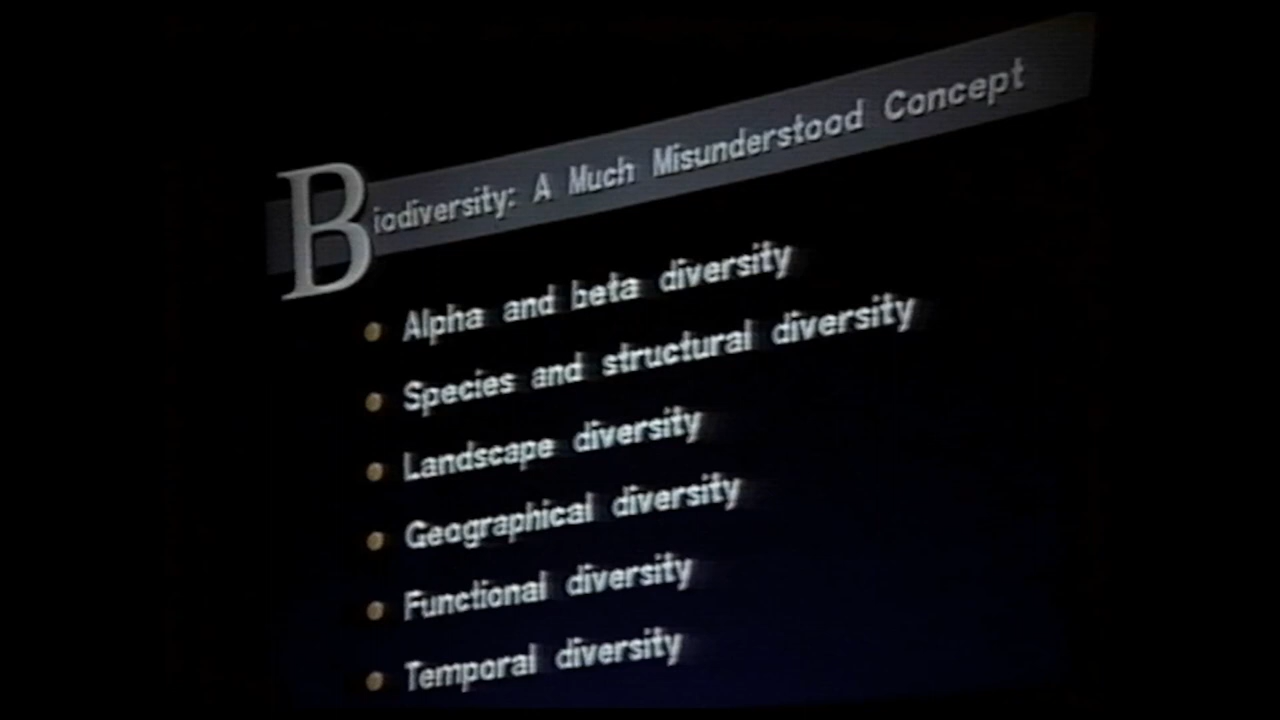 Biodiversity: A Much Misunderstood Concept
• Alpha and beta diversity
• Species and structural diversity
• Landscape diversity
• Geographical diversity
• Functional diversity
• Temporal diversity